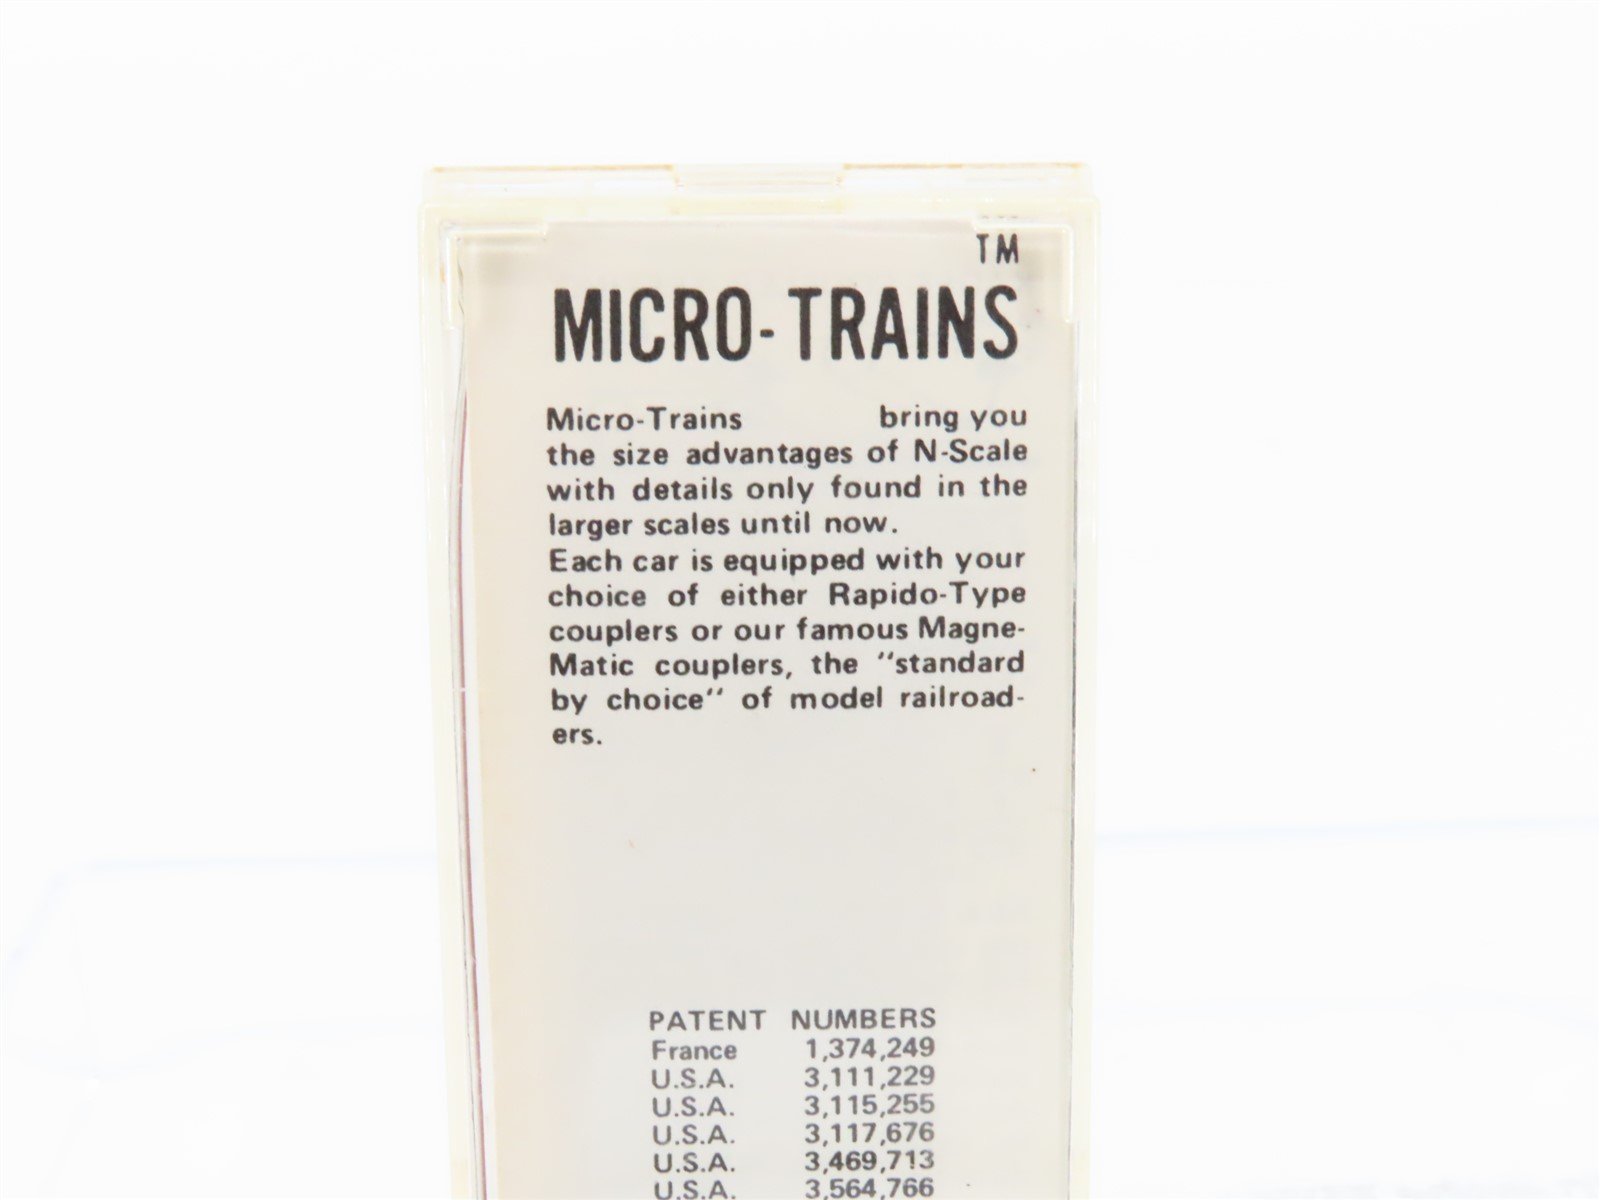 TM
MICRO-TRAINS
Micro-Trains bring you
the size advantages of N-Scale
with details only found in the
larger scales until now.
Each car is equipped with your
choice of either Rapido-Type
couplers or our famous Magne-
Matic couplers, the "standard
by choice" of model railroad-
ers.
PATENT NUMBERS
France 1,374,249
U.S.A. 3,111,229
U.S.A. 3,115,255
U.S.A. 3,117,676
U.S.A. 3,469,713
U.S.A. 3,564,766